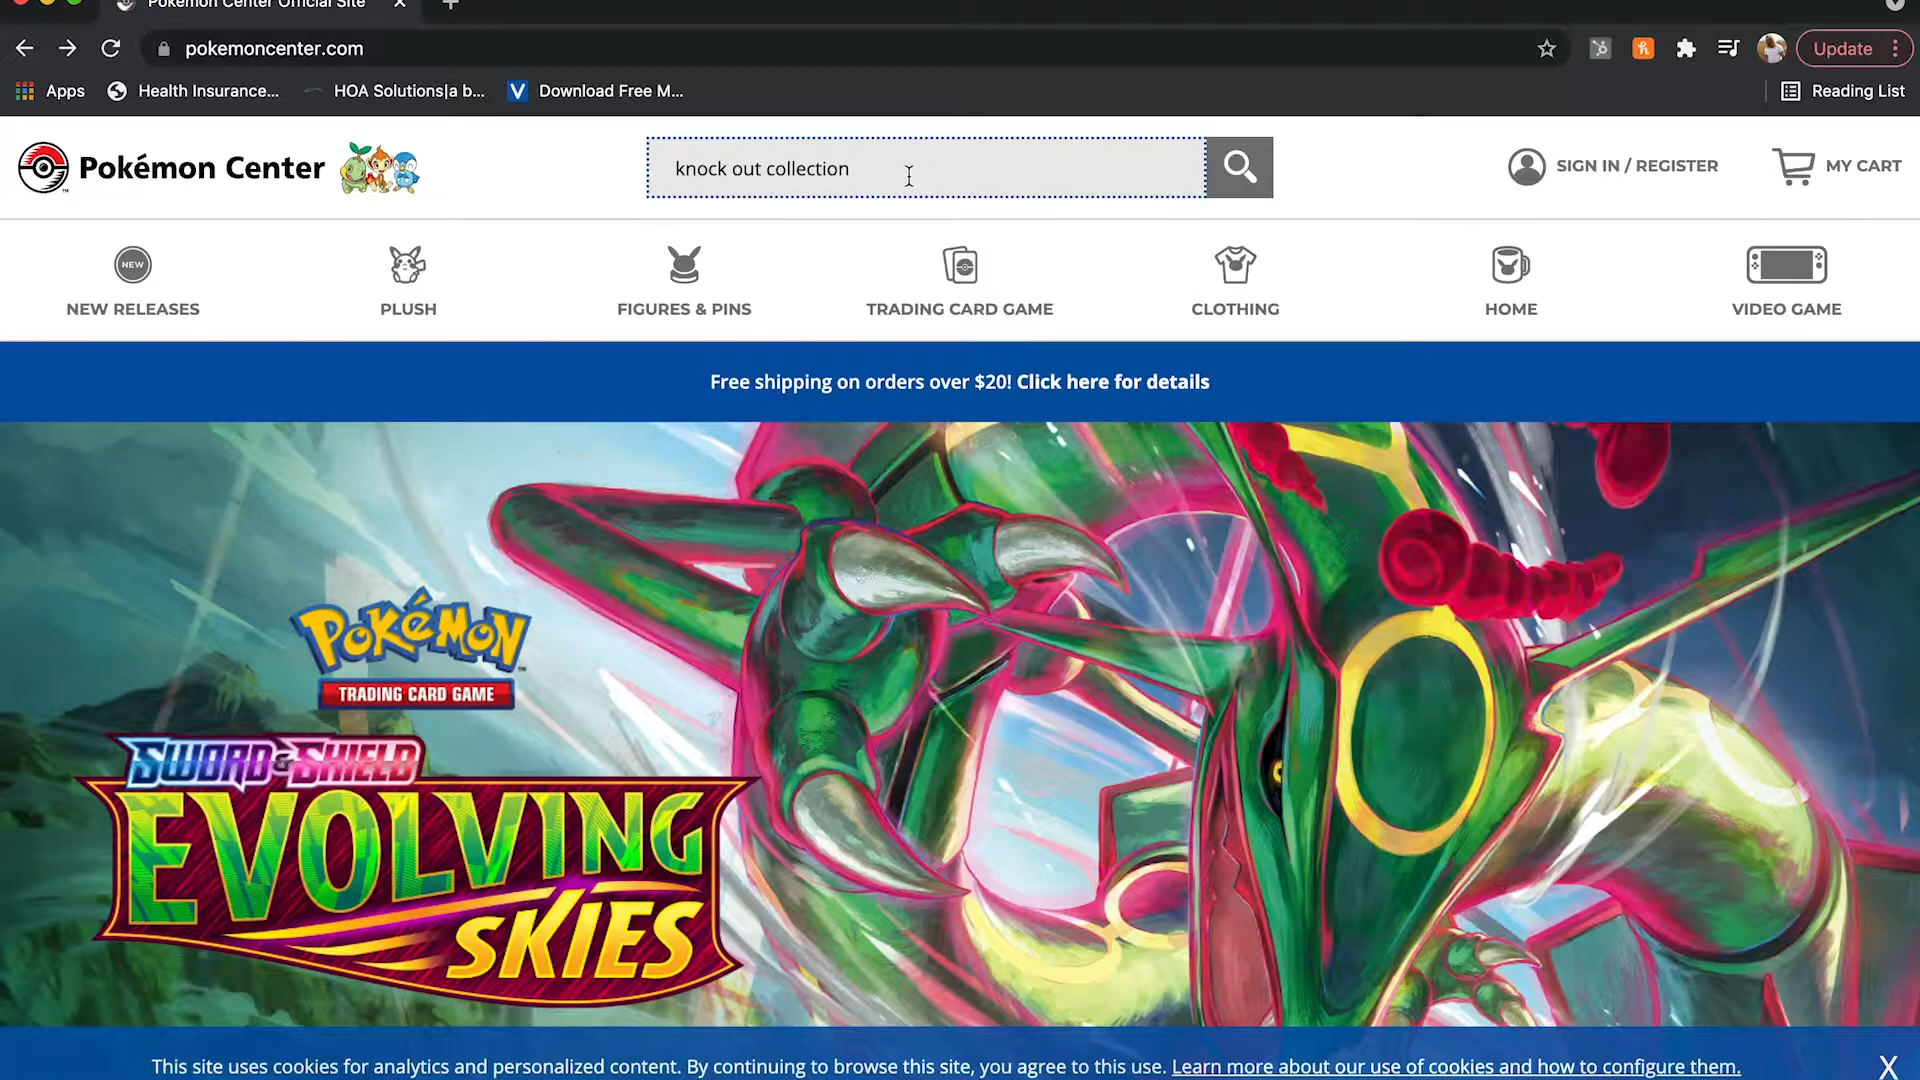 Pokémon Center Official Site
pokemoncenter.com
Update
Apps
Health Insurance...
HOA Solutions|a b...
V
Download Free M...
Reading List
Pokémon Center
knock out collection
SIGN IN / REGISTER
MY CART
NEW
NEW RELEASES
PLUSH
FIGURES & PINS
TRADING CARD GAME
CLOTHING
HOME
VIDEO GAME
Free shipping on orders over $20! Click here for details
POKéMON
TRADING CARD GAME
SWORD & SHIELD
EVOLVING
SKIES
This site uses cookies for analytics and personalized content. By continuing to browse this site, you agree to this use. Learn more about our use of cookies and how to configure them.
X